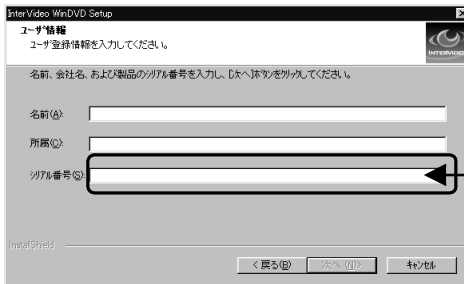 InterVideo WinDVD Setup
ユーザ情報
ユーザ登録情報を入力してください。
INTERVIDEO
名前、会社名、および製品のシリアル番号を入力し、[次へ]ボタンをクリックしてください。
名前(A):
所属(C):
シリアル番号(S):
InstallShield
< 戻る(B)
次へ (N)>
キャンセル